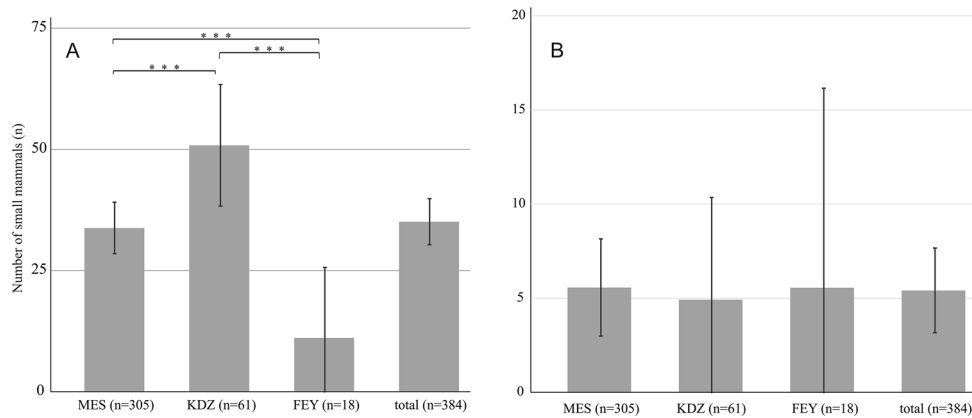 75
50
25
0
Number of small mammals (n)
A
* * *
* * *
* * *
MES (n=305) KDZ (n=61) FEY (n=18) total (n=384)
20
15
10
5
0
B
MES (n=305) KDZ (n=61) FEY (n=18) total (n=384)